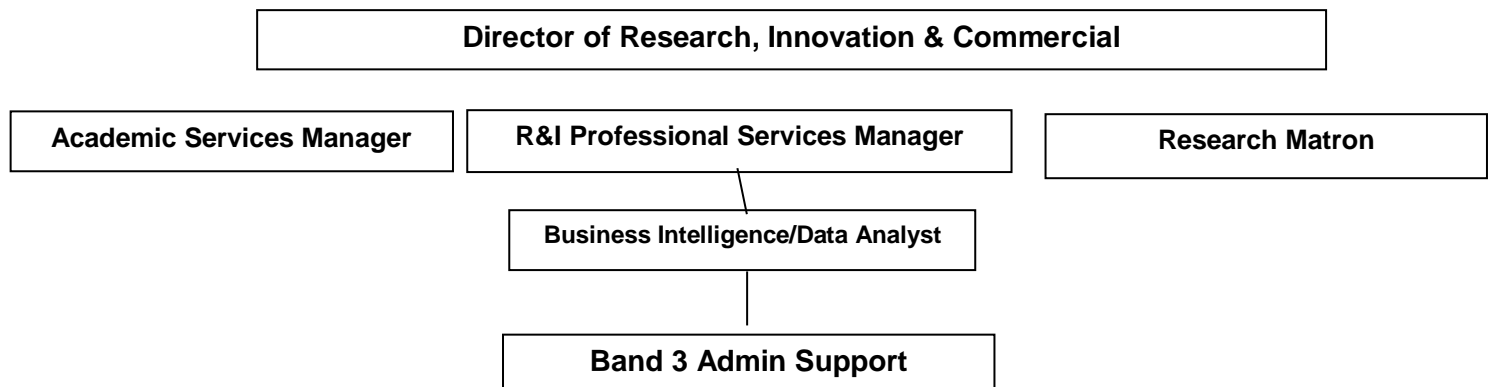 Director of Research, Innovation & Commercial
Academic Services Manager
R&I Professional Services Manager
Research Matron
Business Intelligence/Data Analyst
Band 3 Admin Support